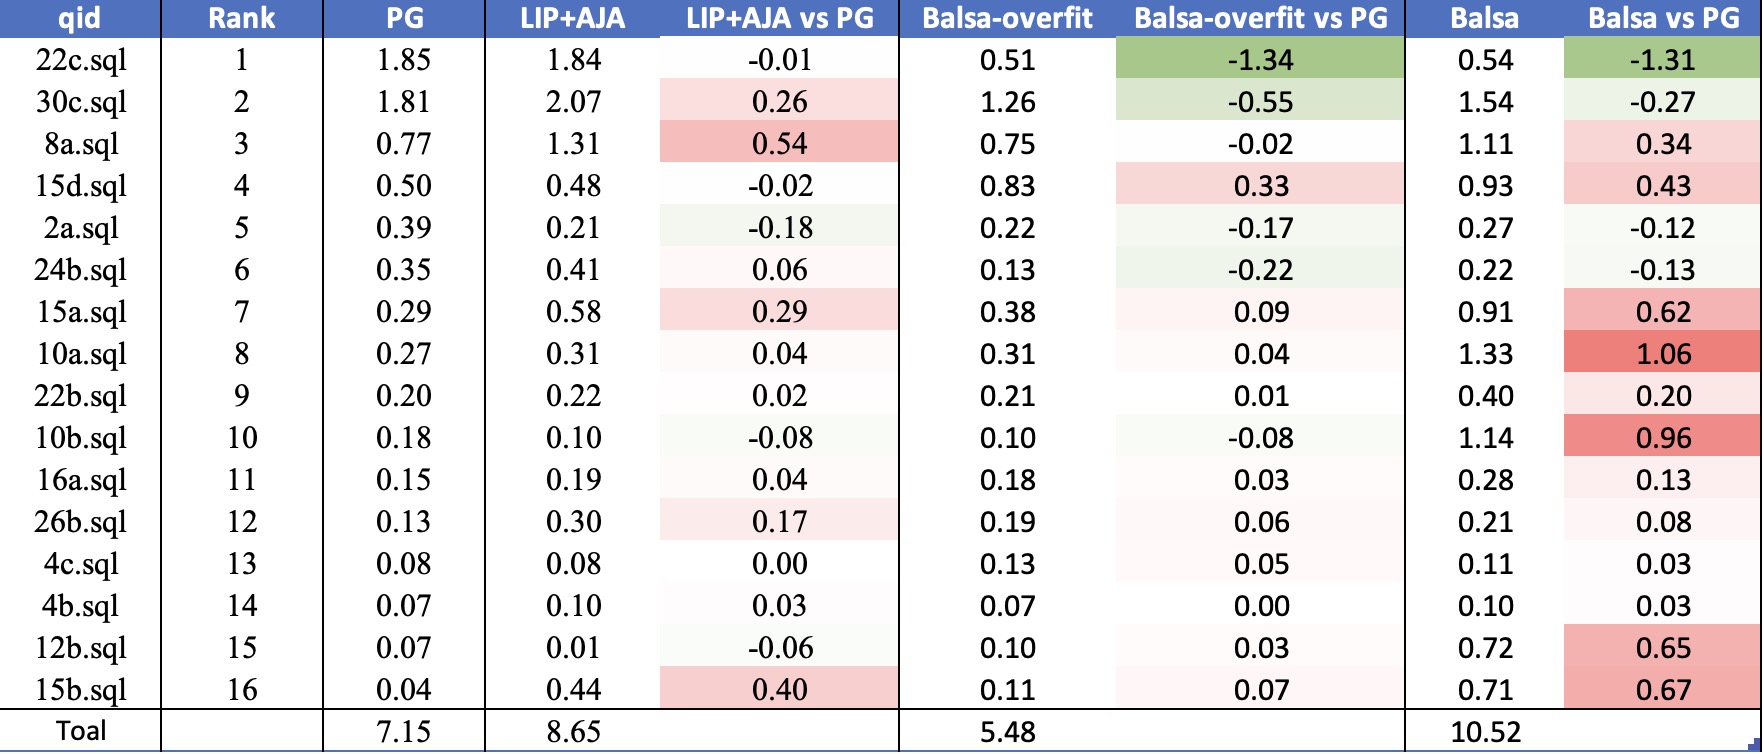 qid Rank PG LIP+AJA LIP+AJA vs PG Balsa-overfit Balsa-overfit vs PG Balsa Balsa vs PG
22c.sql 1 1.85 1.84 -0.01 0.51 -1.34 0.54 -1.31
30c.sql 2 1.81 2.07 0.26 1.26 -0.55 1.54 -0.27
8a.sql 3 0.77 1.31 0.54 0.75 -0.02 1.11 0.34
15d.sql 4 0.50 0.48 -0.02 0.83 0.33 0.93 0.43
2a.sql 5 0.39 0.21 -0.18 0.22 -0.17 0.27 -0.12
24b.sql 6 0.35 0.41 0.06 0.13 -0.22 0.22 -0.13
15a.sql 7 0.29 0.58 0.29 0.38 0.09 0.91 0.62
10a.sql 8 0.27 0.31 0.04 0.31 0.04 1.33 1.06
22b.sql 9 0.20 0.22 0.02 0.21 0.01 0.40 0.20
10b.sql 10 0.18 0.10 -0.08 0.10 -0.08 1.14 0.96
16a.sql 11 0.15 0.19 0.04 0.18 0.03 0.28 0.13
26b.sql 12 0.13 0.30 0.17 0.19 0.06 0.21 0.08
4c.sql 13 0.08 0.08 0.00 0.13 0.05 0.11 0.03
4b.sql 14 0.07 0.10 0.03 0.07 0.00 0.10 0.03
12b.sql 15 0.07 0.01 -0.06 0.10 0.03 0.72 0.65
15b.sql 16 0.04 0.44 0.40 0.11 0.07 0.71 0.67
Toal 7.15 8.65 5.48 10.52